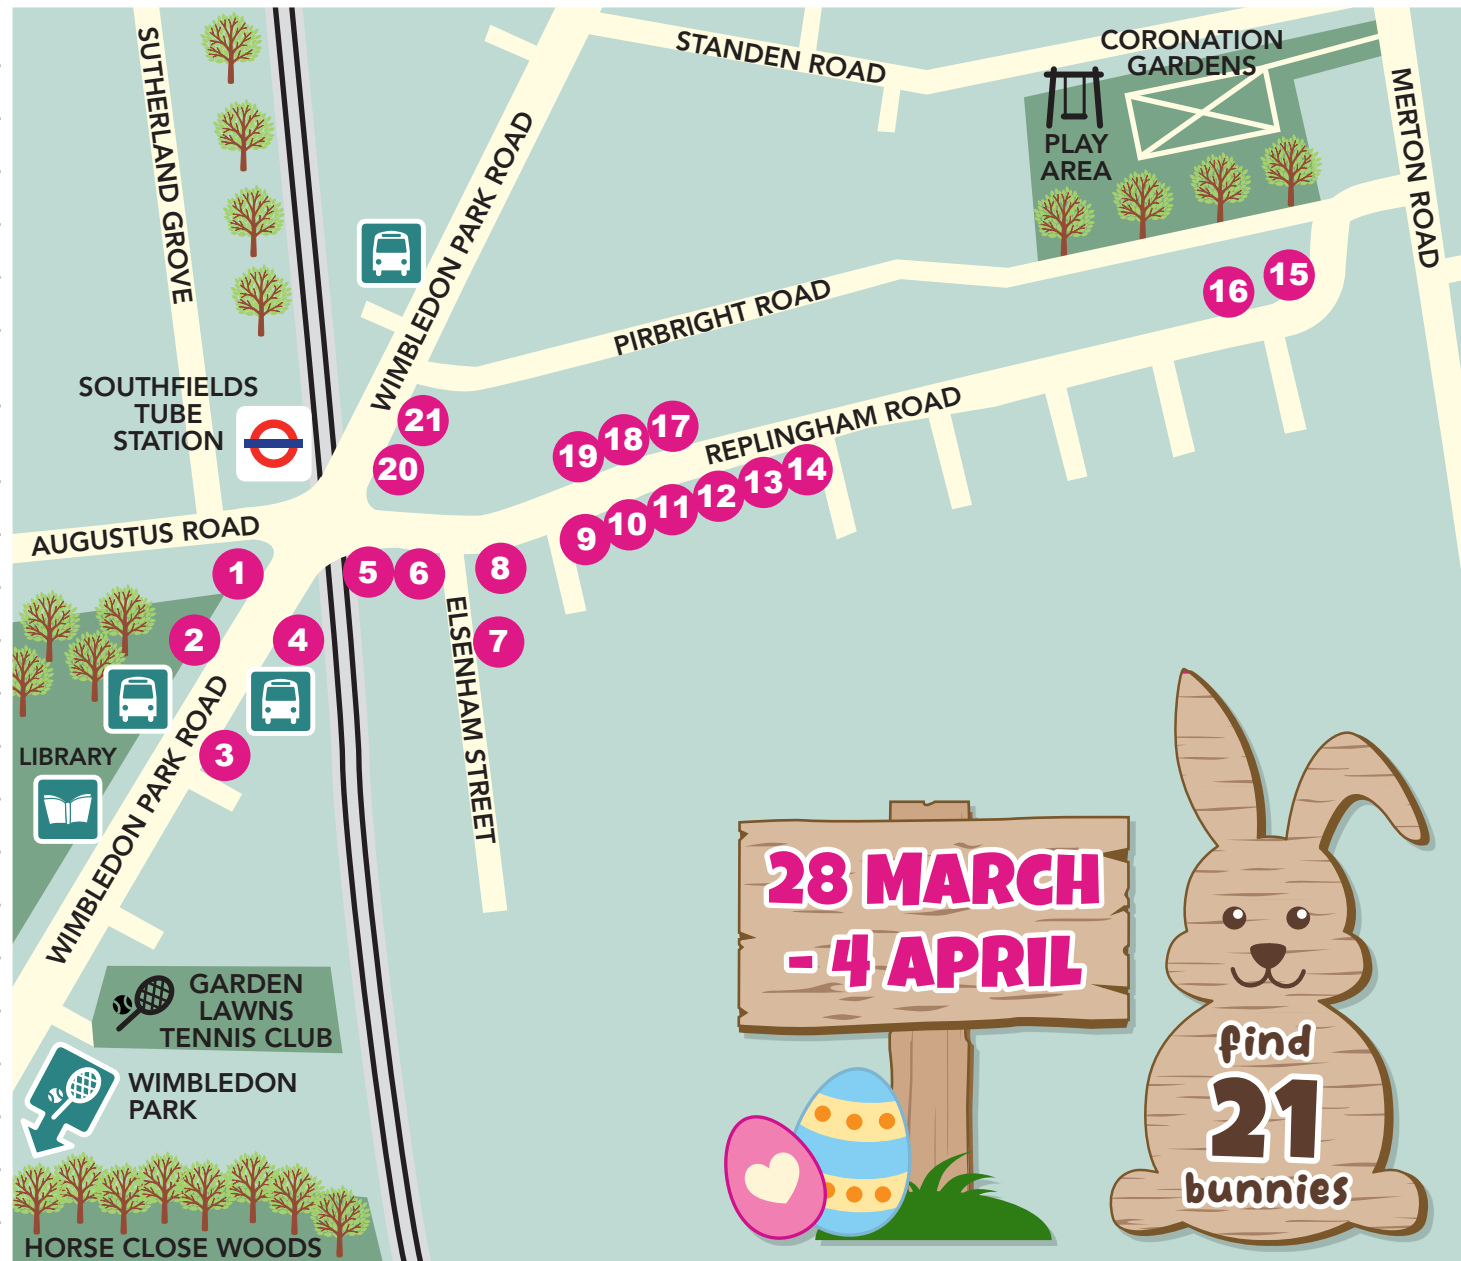 SUTHERLAND GROVE
STANDEN ROAD
CORONATION
GARDENS
PLAY
AREA
MERTON ROAD
WIMBLEDON PARK ROAD
PIRBRIGHT ROAD
16
15
SOUTHFIELDS
TUBE
STATION
21
20
19
18
17
REPLINGHAM ROAD
AUGUSTUS ROAD
9
10
11
12
13
14
1
5
6
8
2
4
7
ELSENHAM STREET
3
LIBRARY
WIMBLEDON PARK ROAD
GARDEN
LAWNS
TENNIS CLUB
WIMBLEDON
PARK
HORSE CLOSE WOODS
28 MARCH
- 4 APRIL
find
21
bunnies